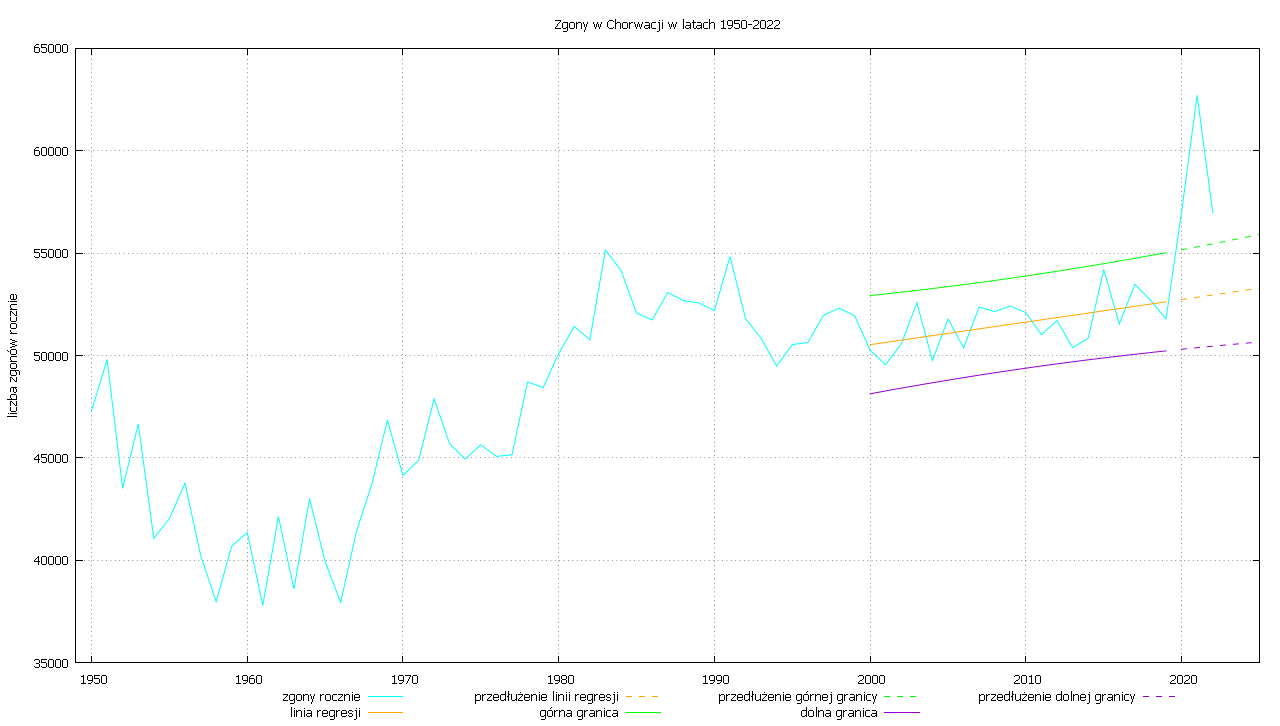 Zgony w Chorwacji w latach 1950-2022
65000
60000
55000
50000
45000
40000
35000
liczba zgonów rocznie
1950 1960 1970 1980 1990 2000 2010 2020
zgony rocznie przedłużenie linii regresji przedłużenie górnej granicy przedłużenie dolnej granicy
linia regresji górna granica dolna granica